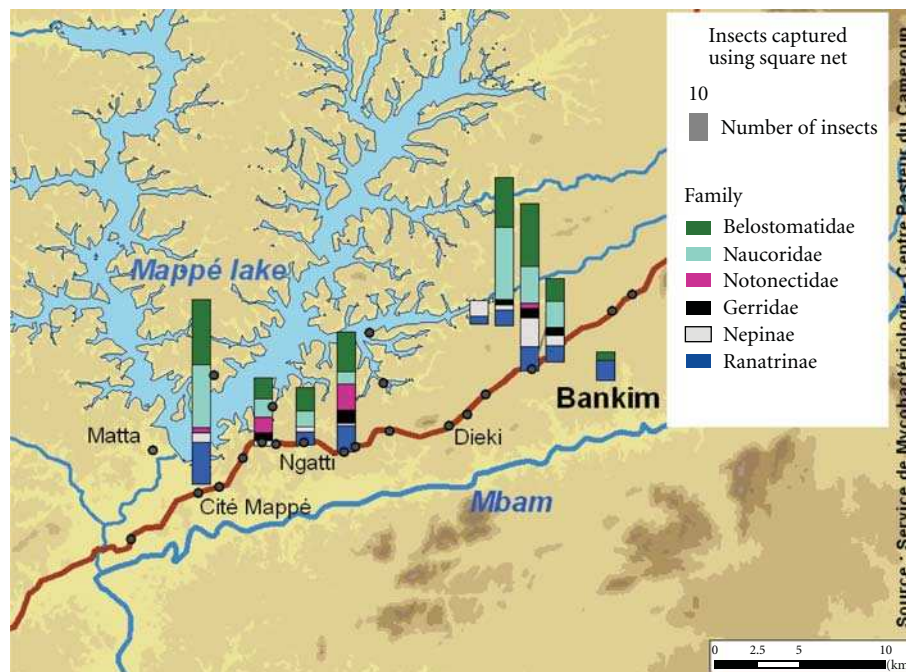 Insects captured
using square net
10
Number of insects
Family
Belostomatidae
Naucoridae
Notonectidae
Gerridae
Nepinae
Ranatrinae
Mappé lake
Matta
Ngatti
Cité Mappé
Dieki
Bankim
Mbam
Source : Service de Mycobactériologie - Centre Pasteur du Cameroun
0 2.5 5 10
(km